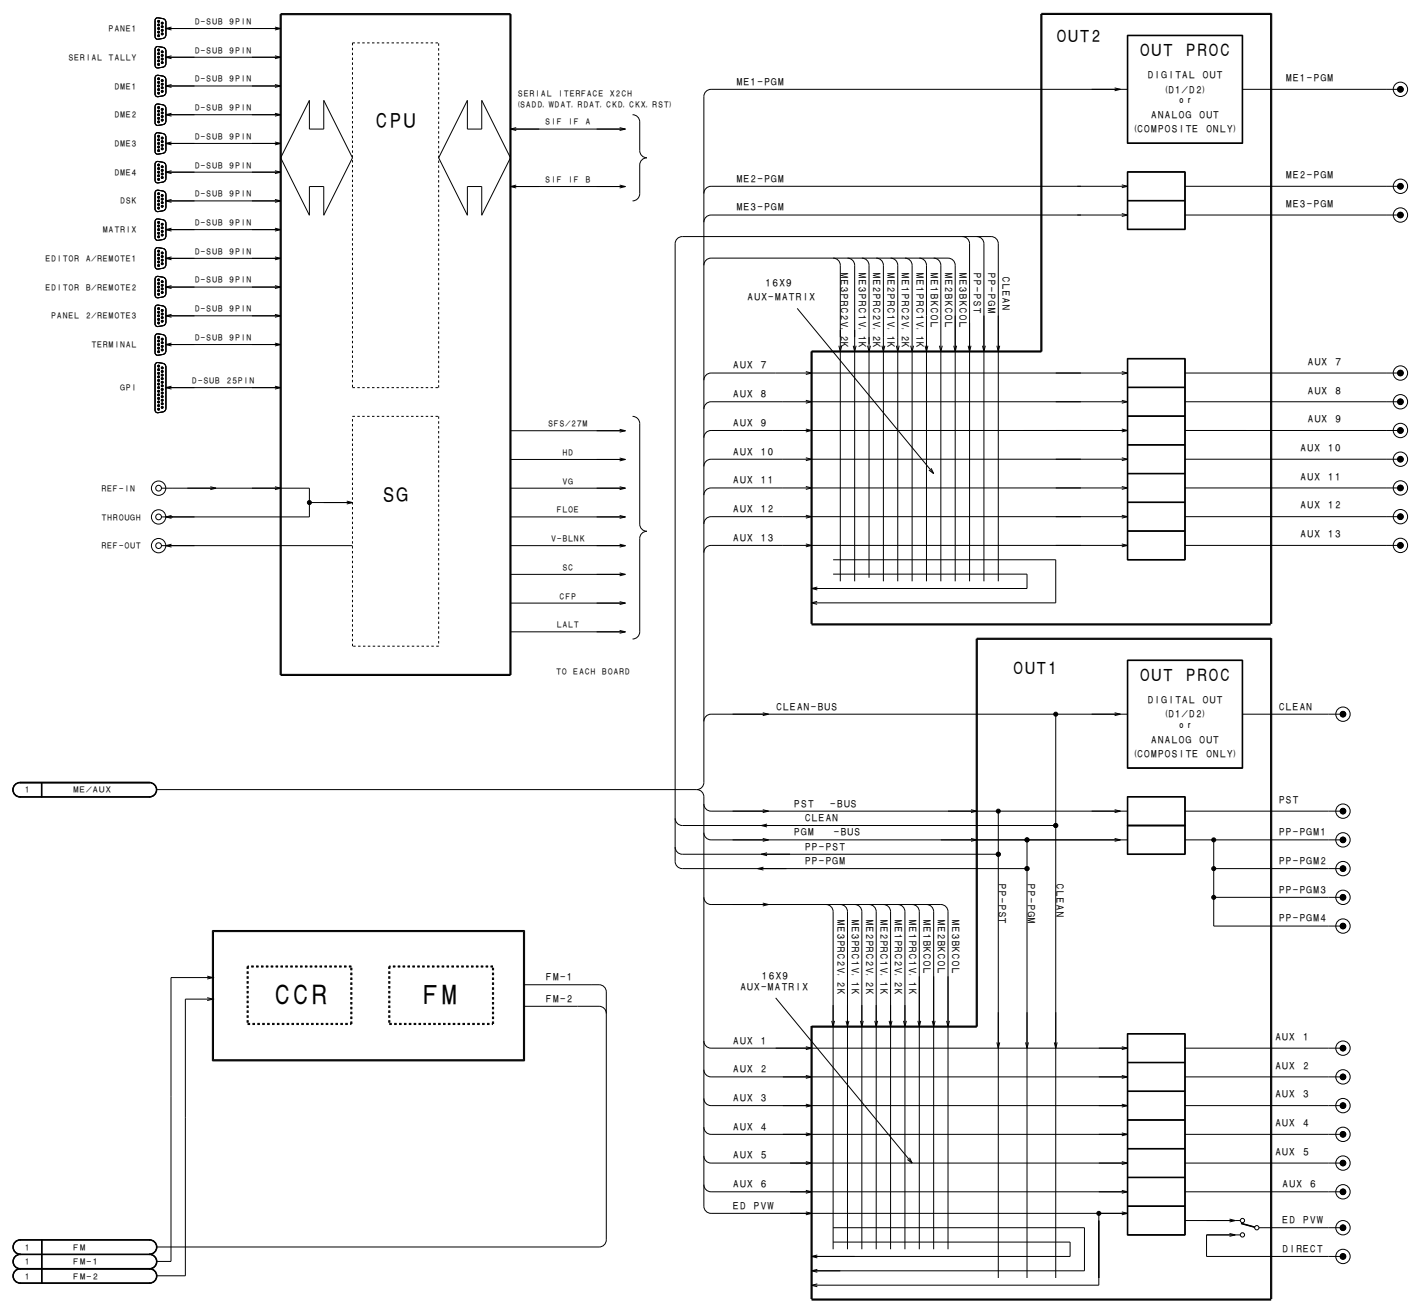 PANE1
D-SUB 9PIN
SERIAL TALLY
D-SUB 9PIN
DME1
D-SUB 9PIN
DME2
D-SUB 9PIN
DME3
D-SUB 9PIN
DME4
D-SUB 9PIN
DSK
D-SUB 9PIN
MATRIX
D-SUB 9PIN
EDITOR A/REMOTE1
D-SUB 9PIN
EDITOR B/REMOTE2
D-SUB 9PIN
PANEL 2/REMOTE3
D-SUB 9PIN
TERMINAL
D-SUB 9PIN
GPI
D-SUB 25PIN
REF-IN
THROUGH
REF-OUT
CPU
SG
SERIAL ITERFACE X2CH
(SADD. WDAT. RDAT. CKD. CKX. RST)
SIF IF A
SIF IF B
SFS/27M
HD
VG
FLOE
V-BLNK
SC
CFP
LALT
TO EACH BOARD
OUT2
OUT PROC
DIGITAL OUT
(D1/D2)
or
ANALOG OUT
(COMPOSITE ONLY)
ME1-PGM
ME1-PGM
ME2-PGM
ME2-PGM
ME3-PGM
ME3-PGM
16X9
AUX-MATRIX
ME3PRC2V. 2K
ME3PRC1V. 1K
ME2PRC2V. 2K
ME2PRC1V. 1K
ME1PRC2V. 2K
ME1PRC1V. 1K
ME1BKCOL
ME2BKCOL
ME3BKCOL
PP-PST
PP-PGM
CLEAN
AUX 7
AUX 7
AUX 8
AUX 8
AUX 9
AUX 9
AUX 10
AUX 10
AUX 11
AUX 11
AUX 12
AUX 12
AUX 13
AUX 13
OUT1
OUT PROC
DIGITAL OUT
(D1/D2)
or
ANALOG OUT
(COMPOSITE ONLY)
CLEAN-BUS
CLEAN
PST -BUS
PST
CLEAN
PGM -BUS
PP-PGM1
PP-PST
PP-PGM
PP-PGM2
PP-PGM3
PP-PGM4
PP-PST
PP-PGM
CLEAN
ME3PRC2V. 2K
ME3PRC1V. 1K
ME2PRC2V. 2K
ME2PRC1V. 1K
ME1PRC2V. 2K
ME1PRC1V. 1K
ME1BKCOL
ME2BKCOL
ME3BKCOL
16X9
AUX-MATRIX
AUX 1
AUX 1
AUX 2
AUX 2
AUX 3
AUX 3
AUX 4
AUX 4
AUX 5
AUX 5
AUX 6
AUX 6
ED PVW
ED PVW
DIRECT
1 ME/AUX
CCR
FM
FM-1
FM-2
1 FM
1 FM-1
1 FM-2